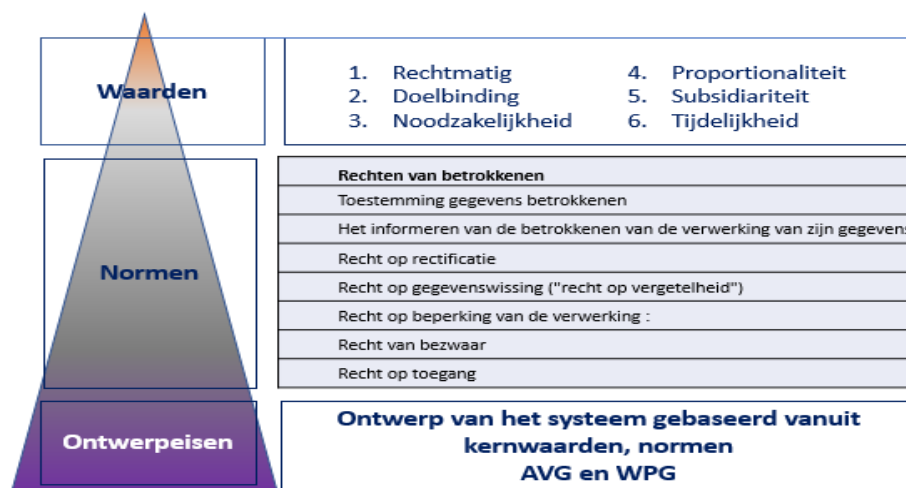 Waarden
1. Rechtmatig
2. Doelbinding
3. Noodzakelijkheid
4. Proportionaliteit
5. Subsidiariteit
6. Tijdelijkheid
Normen
Rechten van betrokkenen
Toestemming gegevens betrokkenen
Het informeren van de betrokkenen van de verwerking van zijn gegevens
Recht op rectificatie
Recht op gegevenswissing ("recht op vergetelheid")
Recht op beperking van de verwerking :
Recht van bezwaar
Recht op toegang
Ontwerpeisen
Ontwerp van het systeem gebaseerd vanuit
kernwaarden, normen
AVG en WPG